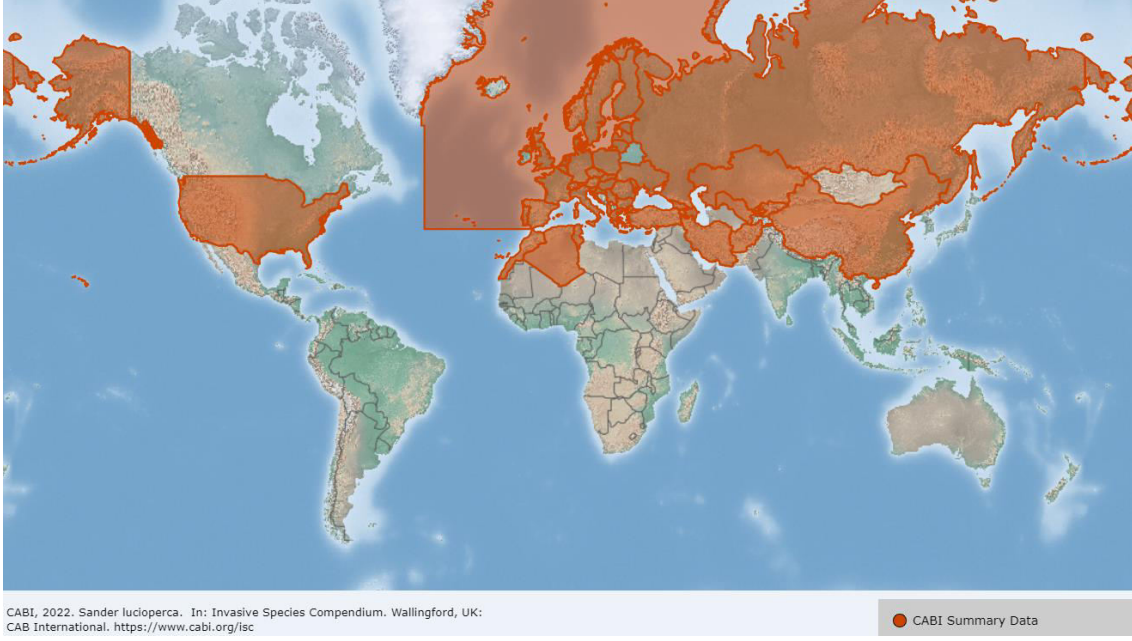 CABI, 2022. Sander lucioperca.  In: Invasive Species Compendium. Wallingford, UK:
CAB International. https://www.cabi.org/isc
CABI Summary Data